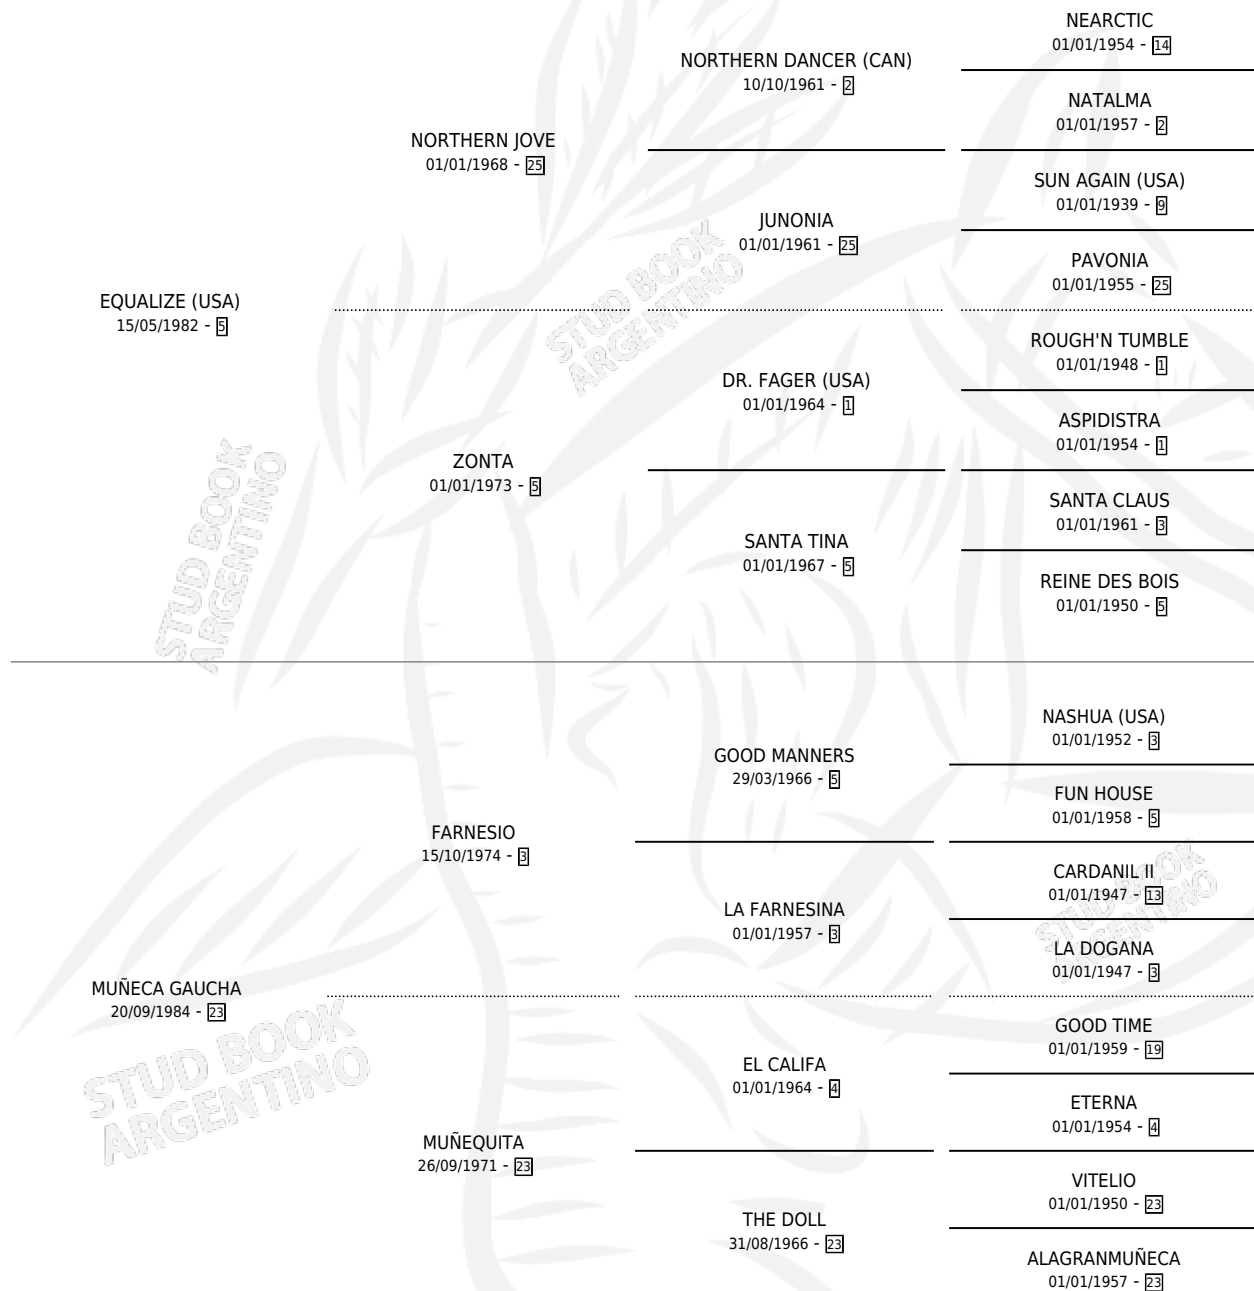 NEARCTIC
01/01/1954 - 14
NORTHERN DANCER (CAN)
10/10/1961 - 2
NATALMA
01/01/1957 - 2
NORTHERN JOVE
01/01/1968 - 25
SUN AGAIN (USA)
01/01/1939 - 9
JUNONIA
01/01/1961 - 25
PAVONIA
01/01/1955 - 25
EQUALIZE (USA)
15/05/1982 - 5
ROUGH'N TUMBLE
01/01/1948 - 1
DR. FAGER (USA)
01/01/1964 - 1
ASPIDISTRA
01/01/1954 - 1
ZONTA
01/01/1973 - 5
SANTA CLAUS
01/01/1961 - 3
SANTA TINA
01/01/1967 - 5
REINE DES BOIS
01/01/1950 - 5
NASHUA (USA)
01/01/1952 - 3
GOOD MANNERS
29/03/1966 - 5
FUN HOUSE
01/01/1958 - 5
FARNESIO
15/10/1974 - 3
CARDANIL II
01/01/1947 - 13
LA FARNESINA
01/01/1957 - 3
LA DOGANA
01/01/1947 - 3
MUÑECA GAUCHA
20/09/1984 - 23
GOOD TIME
01/01/1959 - 19
EL CALIFA
01/01/1964 - 4
ETERNA
01/01/1954 - 4
MUÑEQUITA
26/09/1971 - 23
VITELIO
01/01/1950 - 23
THE DOLL
31/08/1966 - 23
ALAGRANMUÑECA
01/01/1957 - 23
STUD BOOK
ARGENTINO
STUD BOOK
ARGENTINO
STUD BOOK
ARGENTINO
STUD BOOK
ARGENTINO